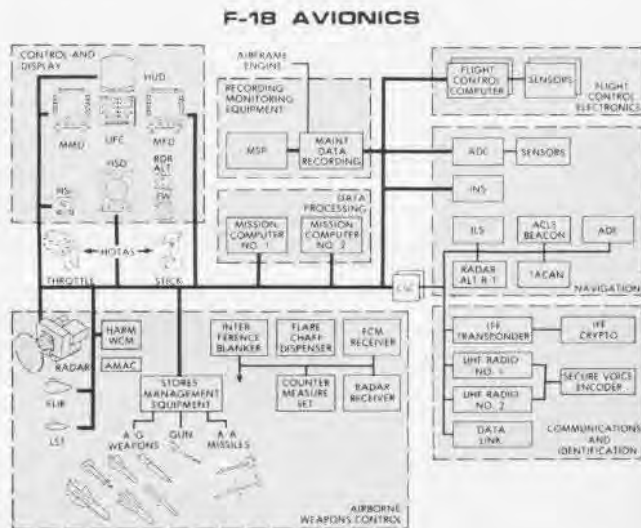 F-18 AVIONICS
CONTROL AND
DISPLAY
HUD
MMD
UFC
MFD
HSD
RDR
ALT
HOTAS
THROTTLE
STICK
AIRFRAME
ENGINE
RECORDING
MONITORING
EQUIPMENT
MSP
MAINT
DATA
RECORDING
DATA
PROCESSING
MISSION
COMPUTER
NO. 1
MISSION
COMPUTER
NO. 2
FLIGHT
CONTROL
COMPUTER
SENSORS
FLIGHT
CONTROL
ELECTRONICS
ADC
SENSORS
INS
ILS
ACLS
BEACON
ADF
RADAR
ALT R-T
TACAN
NAVIGATION
CSC
IFF
TRANSPONDER
IFF
CRYPTO
UHF RADIO
NO. 1
UHF RADIO
NO. 2
SECURE VOICE
ENCODER
DATA
LINK
COMMUNICATIONS
AND
IDENTIFICATION
RADAR
HARM
WCM
AMAC
FLIR
LST
STORES
MANAGEMENT
EQUIPMENT
A/G
WEAPONS
GUN
A/A
MISSILES
INTER
FERENCE
BLANKER
FLARE
CHAFF
DISPENSER
ECM
RECEIVER
COUNTER
MEASURE
SET
RADAR
RECEIVER
AIRBORNE
WEAPONS CONTROL